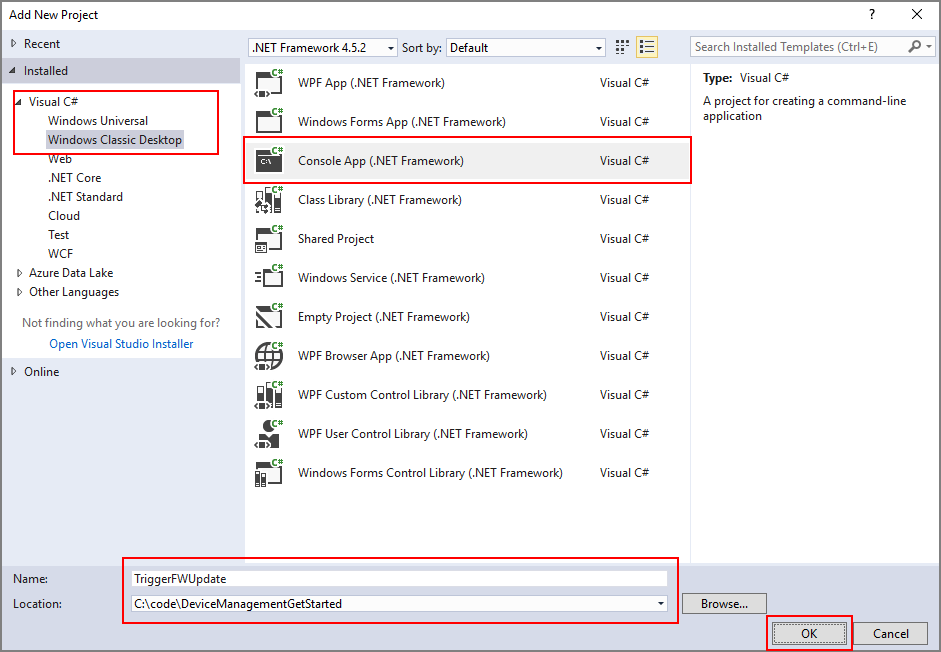 Add New Project
?
Recent
.NET Framework 4.5.2
Sort by:
Default
Search Installed Templates (Ctrl+E)
Installed
Visual C#
Windows Universal
Windows Classic Desktop
Web
.NET Core
.NET Standard
Cloud
Test
WCF
Azure Data Lake
Other Languages
Not finding what you are looking for?
Open Visual Studio Installer
Online
C# WPF App (.NET Framework) Visual C#
C# Windows Forms App (.NET Framework) Visual C#
C# C:\ Console App (.NET Framework) Visual C#
C# Class Library (.NET Framework) Visual C#
C# Shared Project Visual C#
C# Windows Service (.NET Framework) Visual C#
C# Empty Project (.NET Framework) Visual C#
C# WPF Browser App (.NET Framework) Visual C#
C# WPF Custom Control Library (.NET Framework) Visual C#
C# WPF User Control Library (.NET Framework) Visual C#
C# Windows Forms Control Library (.NET Framework) Visual C#
Type: Visual C#
A project for creating a command-line
application
Name: TriggerFWUpdate
Location: C:\code\DeviceManagementGetStarted
Browse...
OK
Cancel